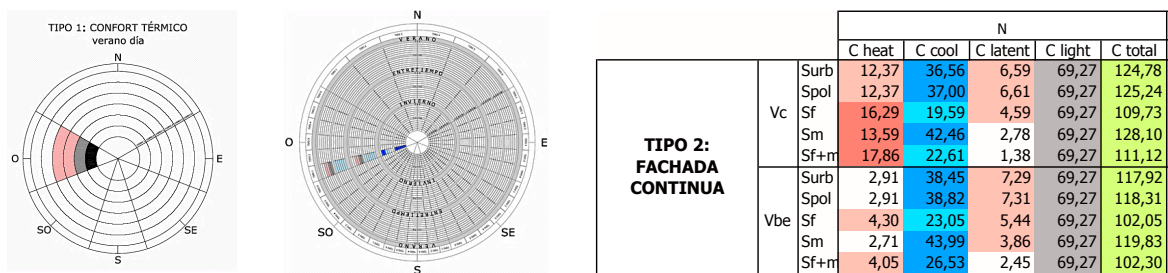 TIPO 1: CONFORT TÉRMICO
verano día
N
O
E
SO
SE
S
N
VERANO
ENTRETIEMPO
INVIERNO
O
E
INVIERNO
ENTRETIEMPO
VERANO
SO
SE
S
N
C heat C cool C latent C light C total
TIPO 2:
FACHADA
CONTINUA
Vc
Surb 12,37 36,56 6,59 69,27 124,78
Spol 12,37 37,00 6,61 69,27 125,24
Sf 16,29 19,59 4,59 69,27 109,73
Sm 13,59 42,46 2,78 69,27 128,10
Sf+m 17,86 22,61 1,38 69,27 111,12
Vbe
Surb 2,91 38,45 7,29 69,27 117,92
Spol 2,91 38,82 7,31 69,27 118,31
Sf 4,30 23,05 5,44 69,27 102,05
Sm 2,71 43,99 3,86 69,27 119,83
Sf+m 4,05 26,53 2,45 69,27 102,30